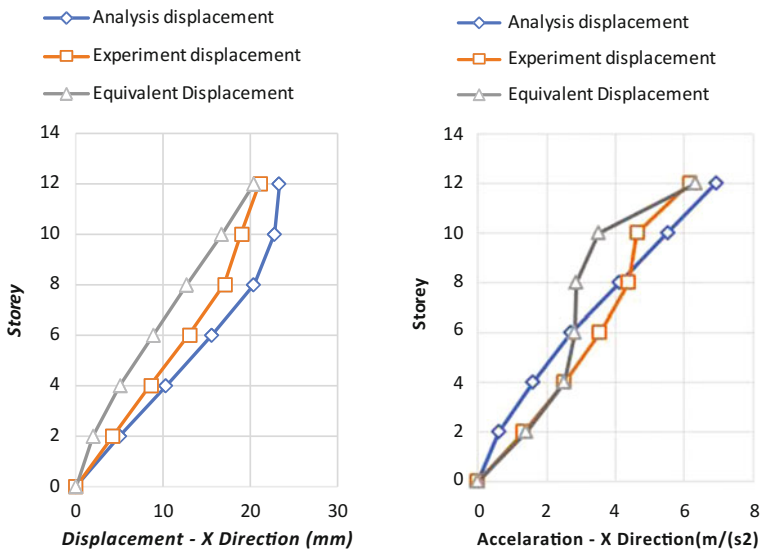 Analysis displacement
Experiment displacement
Equivalent Displacement
14
12
10
8
6
4
2
0
Storey
0 10 20 30
Displacement - X Direction (mm)
Analysis displacement
Experiment displacement
Equivalent Displacement
14
12
10
8
6
4
2
0
Storey
0 2 4 6 8
Accelaration - X Direction(m/(s2)